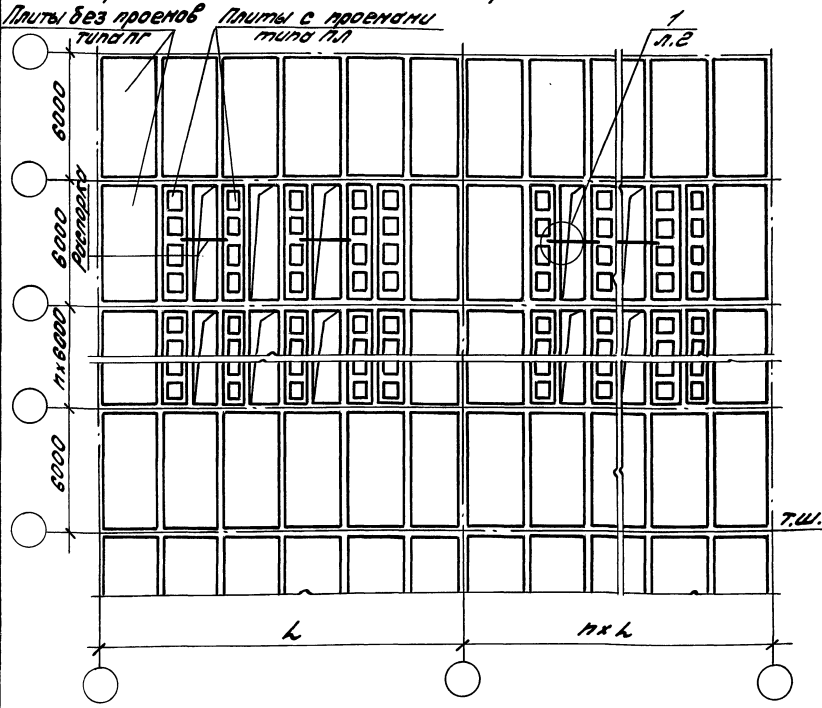 Плиты без проемов
типа ПГ
Плиты с проемами
типа ПЛ
1
л.2
6000
6000
Распорка
n×6000
6000
т.ш.
L
n×L